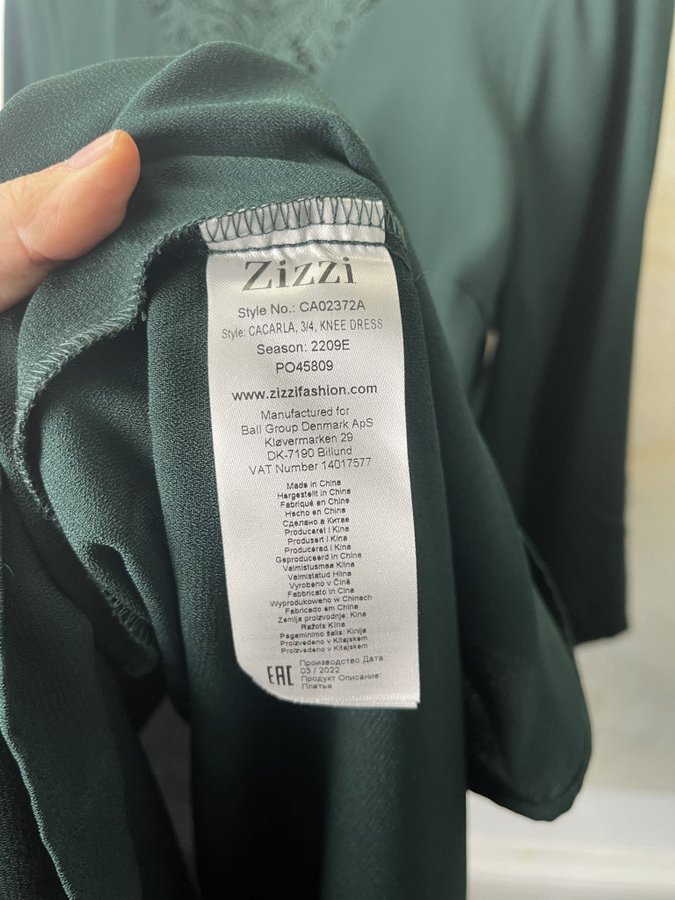 Zizzi
Style No.: CA02372A
Style: CACARLA, 3/4, KNEE DRESS
Season: 2209E
PO45809
www.zizzifashion.com
Manufactured for
Ball Group Denmark ApS
Kløvermarken 29
DK-7190 Billund
VAT Number 14017577
Made in China
Hergestellt in China
Fabriqué en China
Hecho en China
Сделано в Китае
Produceret i Kina
Produsert i Kina
Producerad i Kina
Geproduceerd in China
Valmistusmaa Kiina
Valmistatud Hiina
Vyrobeno v Číně
Fabbricato in Cina
Wyprodukowano w Chinach
Fabricado em China
Zemlja proizvodnje: Kina
Ražots Ķīna
Pagaminimo šalis: Kinija
Proizvedeno v Kitajskem
Proizvedeno v Kitajskem
EAC
Производство Дата:
03 / 2022
Продукт Описание
Платья